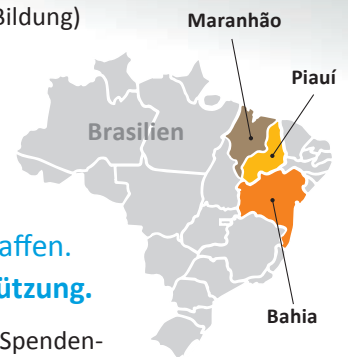 Bildung)
Maranhão
Piauí
Brasilien
affen.
ützung.
Bahia
Spenden-